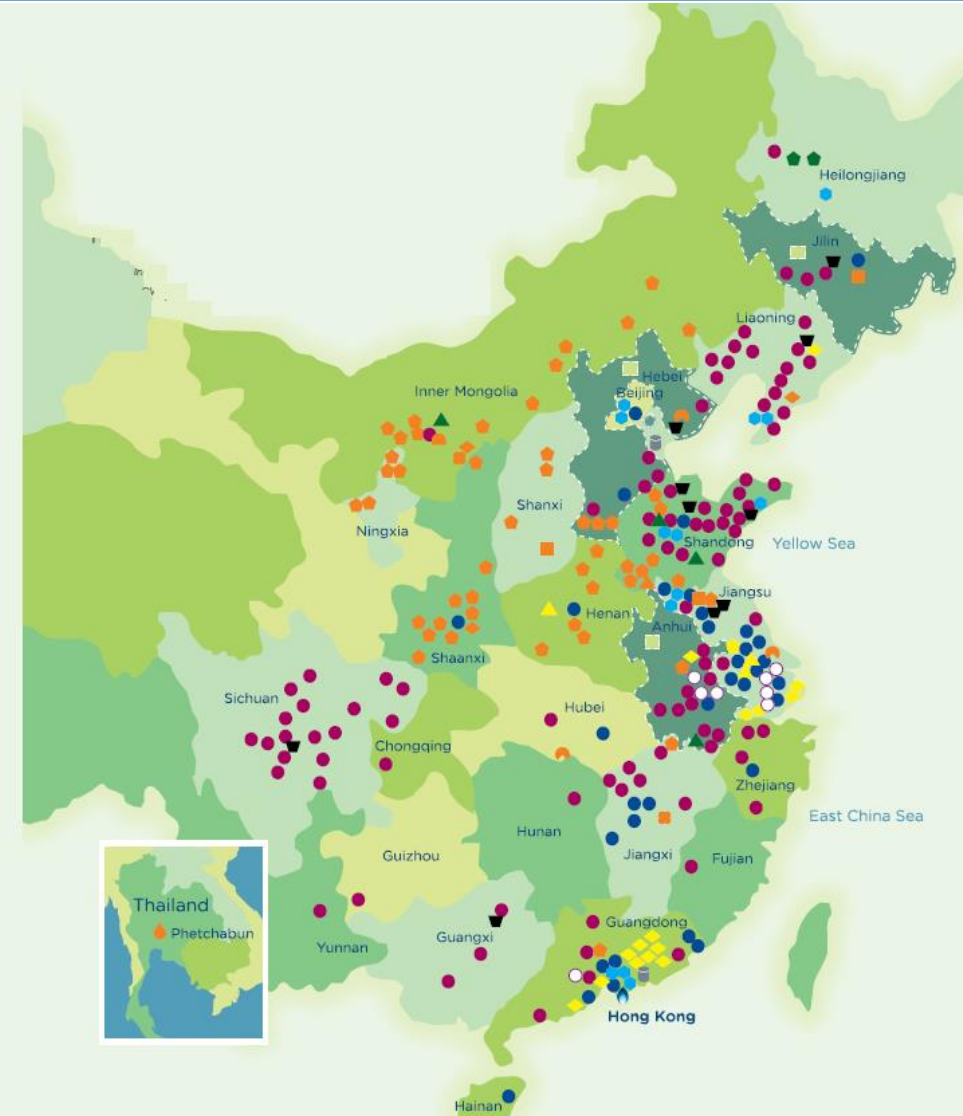 Heilongjiang
Jilin
Liaoning
Hebei
Beijing
Inner Mongolia
Shanxi
Ningxia
Shandong
Yellow Sea
Jiangsu
Henan
Anhui
Shaanxi
Sichuan
Hubei
Chongqing
Zhejiang
East China Sea
Hunan
Jiangxi
Fujian
Guizhou
Thailand
Phetchabun
Guangdong
Guangxi
Yunnan
Hong Kong
Hainan